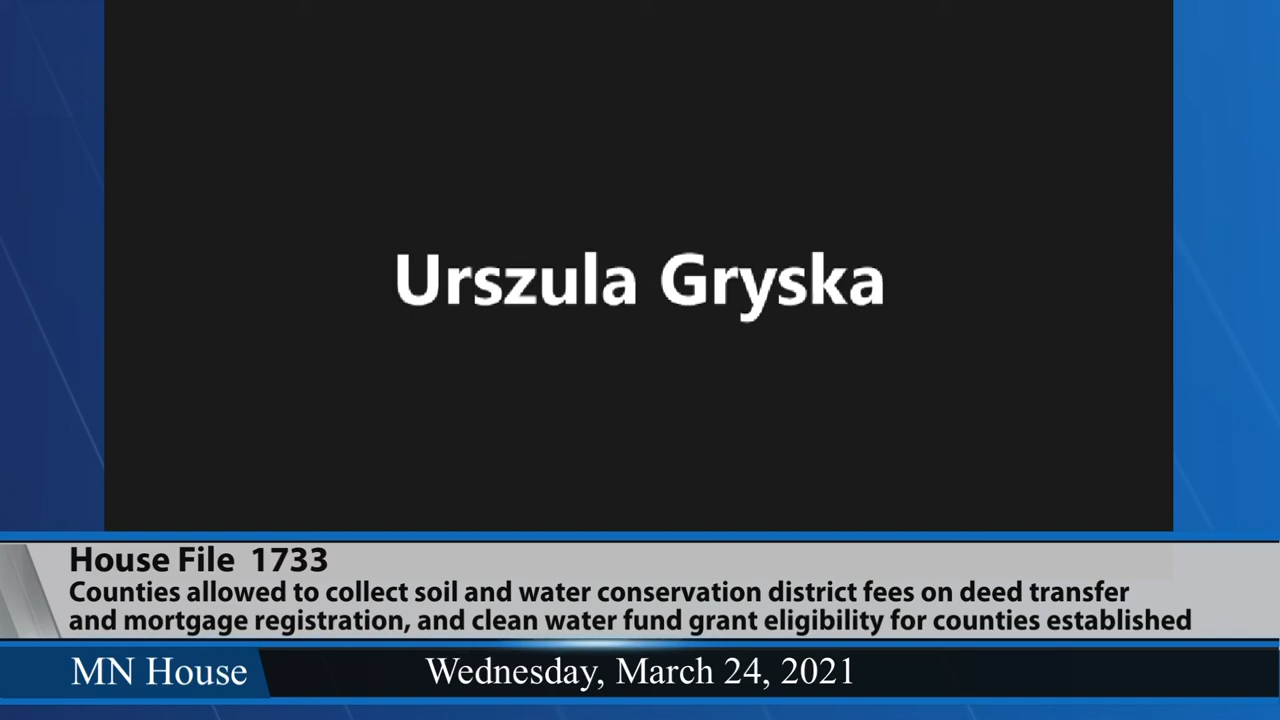 Urszula Gryska
House File 1733
Counties allowed to collect soil and water conservation district fees on deed transfer
and mortgage registration, and clean water fund grant eligibility for counties established
MN House
Wednesday, March 24, 2021